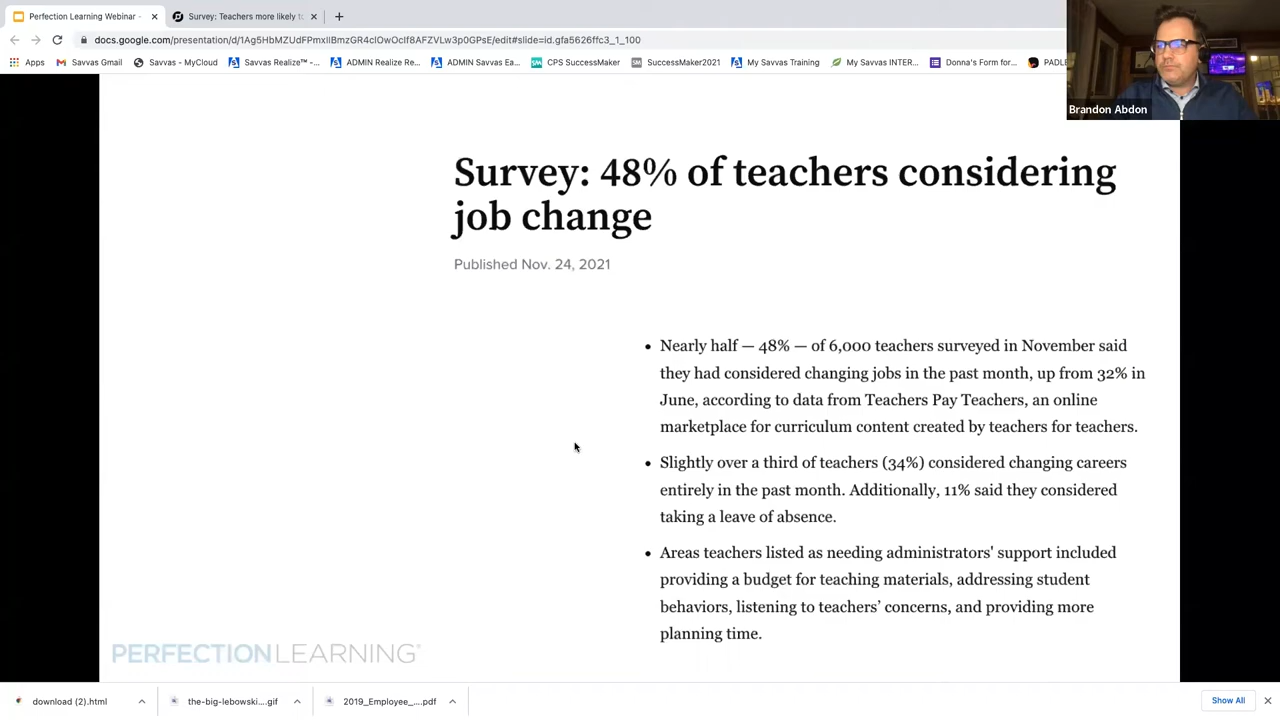 Perfection Learning Webinar -
Survey: Teachers more likely to
docs.google.com/presentation/d/1Ag5HbMZUdFPmxIlBmzGR4clOwOclf8AFZVLw3p0GPsE/edit#slide=id.gfa5626ffc3_1_100
Apps
Savvas Gmail
Savvas - MyCloud
Savvas Realize™-...
ADMIN Realize Re...
ADMIN Savvas Ea...
CPS SuccessMaker
SuccessMaker2021
My Savvas Training
My Savvas INTER...
Donna's Form for...
PADLE
Brandon Abdon
Survey: 48% of teachers considering
job change
Published Nov. 24, 2021
• Nearly half — 48% — of 6,000 teachers surveyed in November said
they had considered changing jobs in the past month, up from 32% in
June, according to data from Teachers Pay Teachers, an online
marketplace for curriculum content created by teachers for teachers.
• Slightly over a third of teachers (34%) considered changing careers
entirely in the past month. Additionally, 11% said they considered
taking a leave of absence.
• Areas teachers listed as needing administrators' support included
providing a budget for teaching materials, addressing student
behaviors, listening to teachers’ concerns, and providing more
planning time.
PERFECTION LEARNING®
download (2).html
the-big-lebowski....gif
2019_Employee_....pdf
Show All